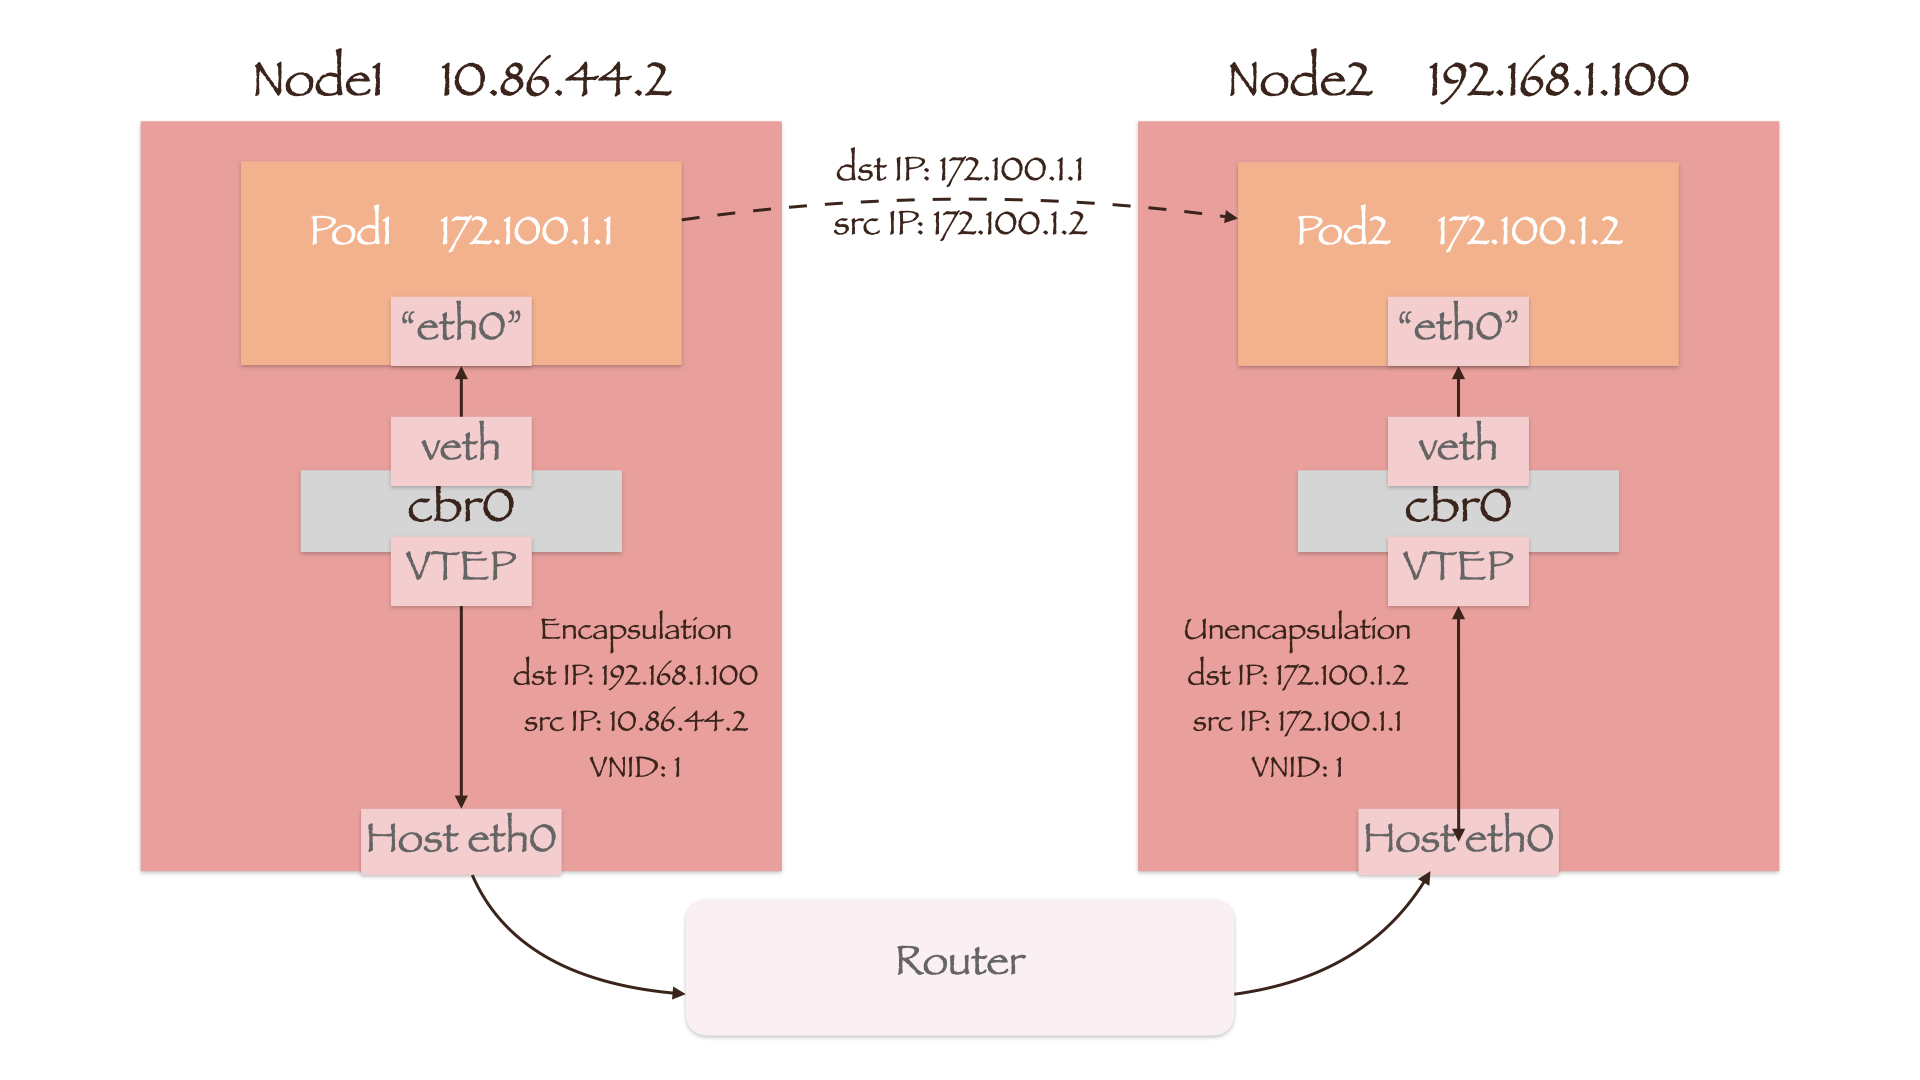 Node1 10.86.44.2
Node2 192.168.1.100
dst IP: 172.100.1.1
src IP: 172.100.1.2
Pod1 172.100.1.1
"eth0"
veth
cbr0
VTEP
Encapsulation
dst IP: 192.168.1.100
src IP: 10.86.44.2
VNID: 1
Host eth0
Pod2 172.100.1.2
"eth0"
veth
cbr0
VTEP
Unencapsulation
dst IP: 172.100.1.2
src IP: 172.100.1.1
VNID: 1
Host eth0
Router